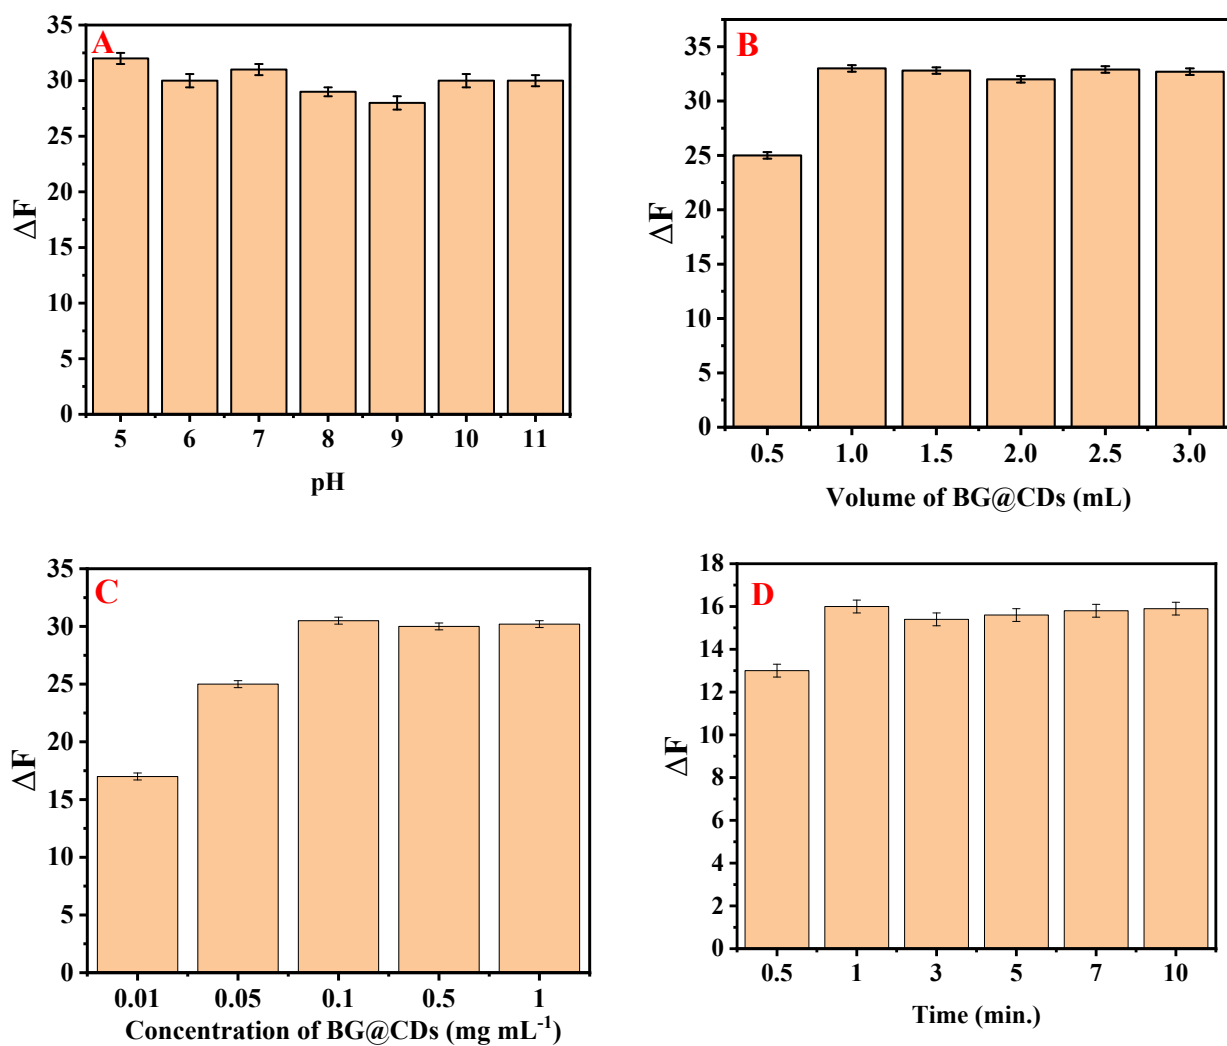 A
35
30
25
20
15
10
5
0
ΔF
5 6 7 8 9 10 11
pH
B
35
30
25
20
15
10
5
0
ΔF
0.5 1.0 1.5 2.0 2.5 3.0
Volume of BG@CDs (mL)
C
35
30
25
20
15
10
5
0
ΔF
0.01 0.05 0.1 0.5 1
Concentration of BG@CDs (mg mL⁻¹)
D
18
16
14
12
10
8
6
4
2
0
ΔF
0.5 1 3 5 7 10
Time (min.)